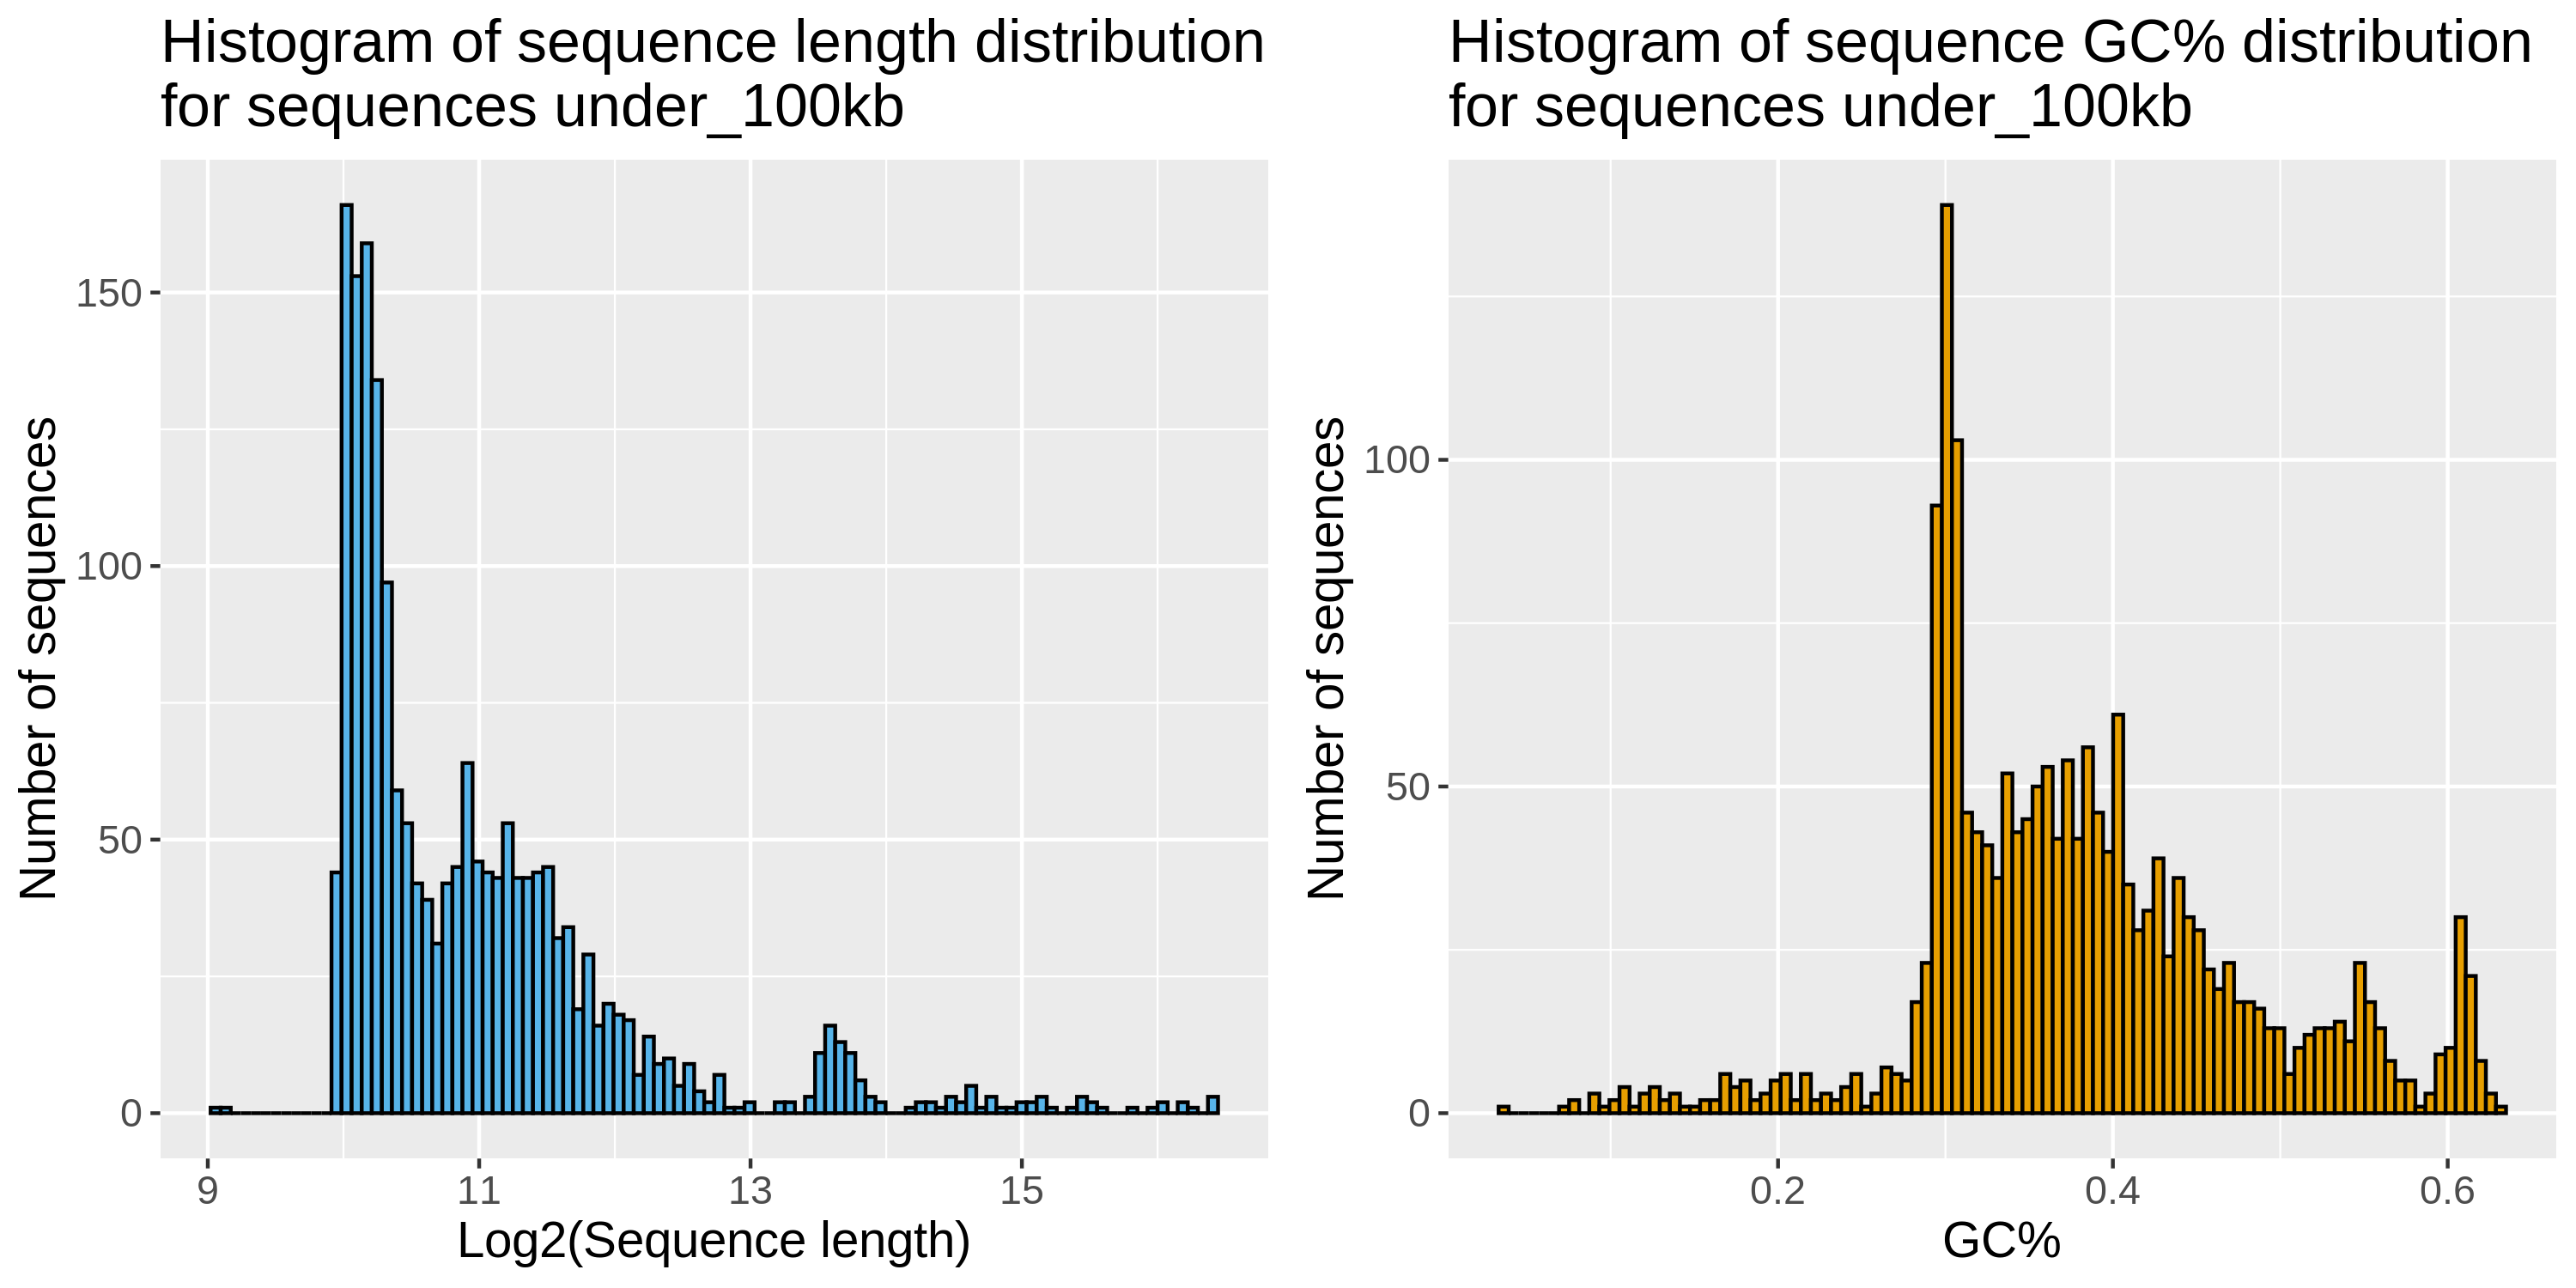 Histogram of sequence length distribution
for sequences under_100kb
Number of sequences
150
100
50
0
9
11
13
15
Log2(Sequence length)
Histogram of sequence GC% distribution
for sequences under_100kb
Number of sequences
100
50
0
0.2
0.4
0.6
GC%